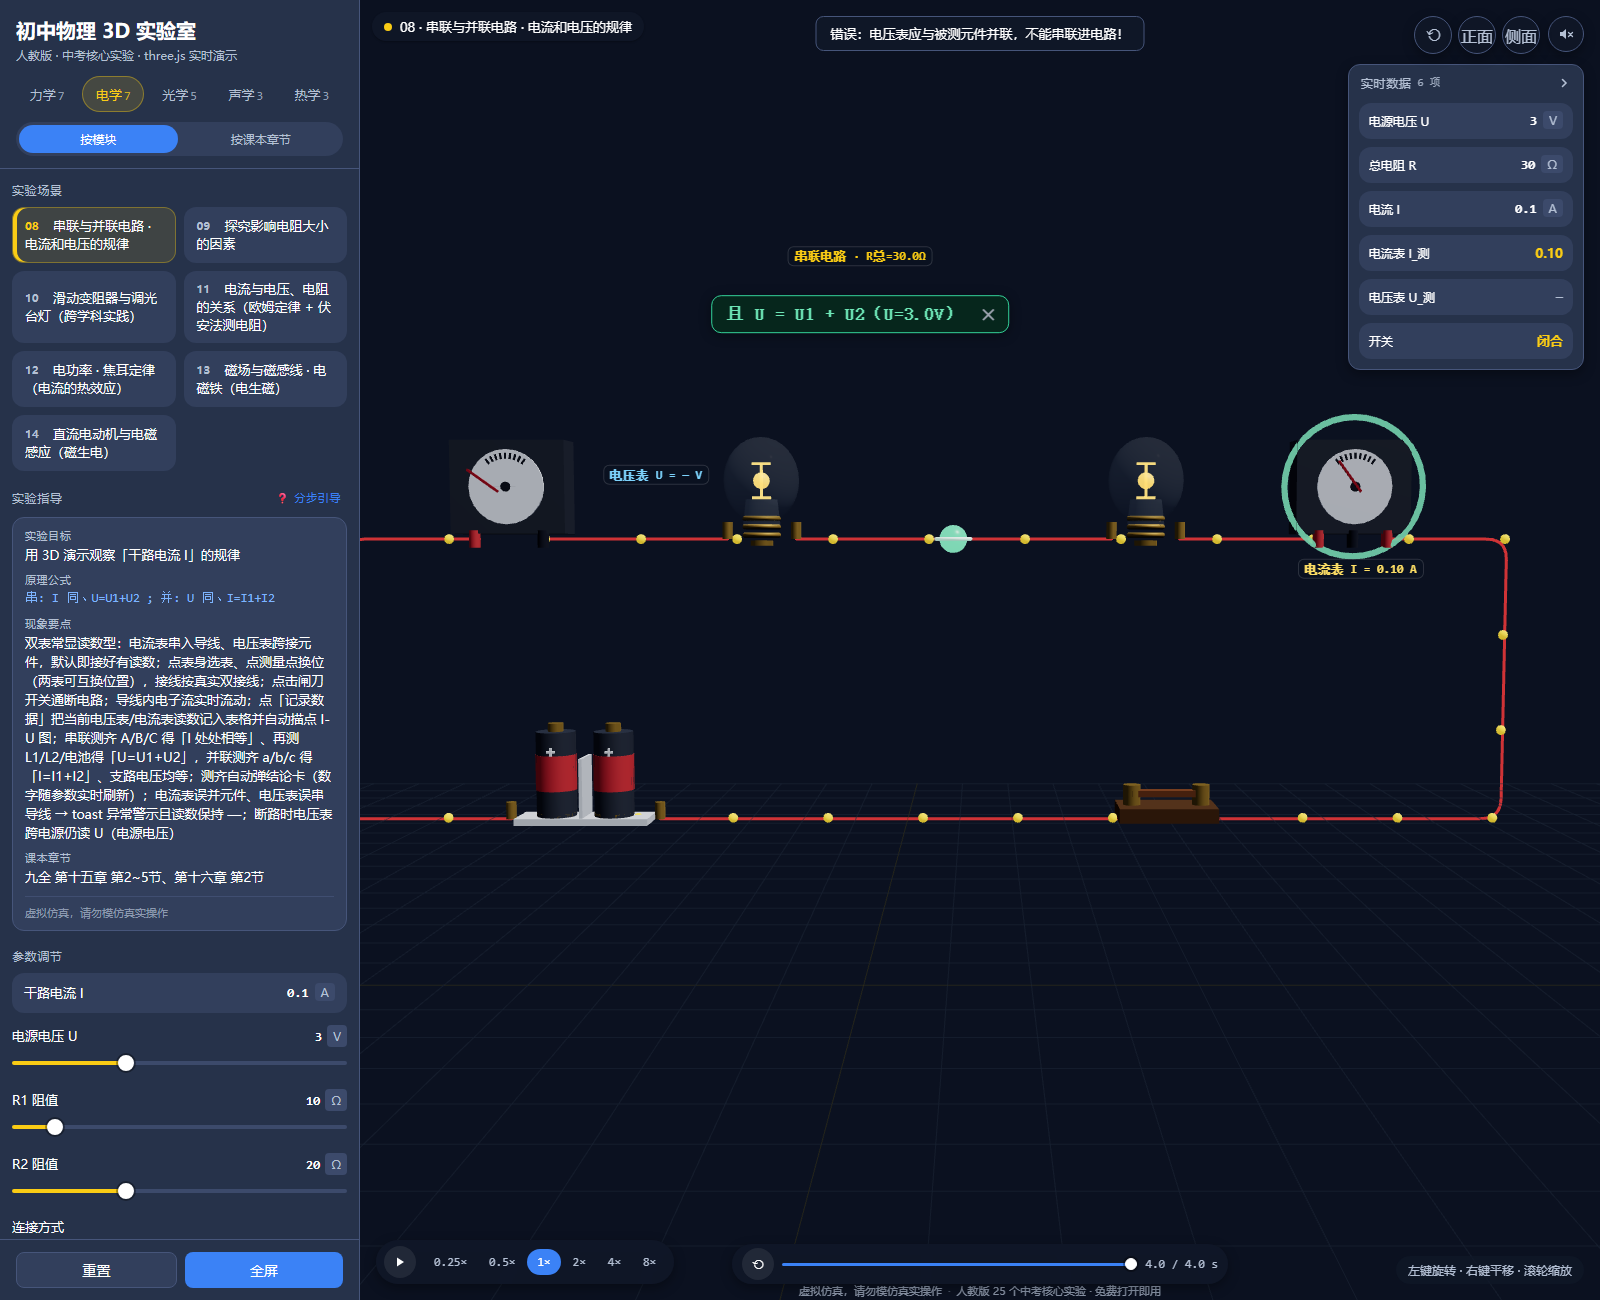 初中物理 3D 实验室
人教版 · 中考核心实验 · three.js 实时演示
力学 7
电学 7
光学 5
声学 3
热学 3
按模块
按课本章节
实验场景
08 串联与并联电路 ·
电流和电压的规律
09 探究影响电阻大小
的因素
10 滑动变阻器与调光
台灯（跨学科实践）
11 电流与电压、电阻
的关系（欧姆定律 + 伏
安法测电阻）
12 电功率 · 焦耳定律
（电流的热效应）
13 磁场与磁感线 · 电
磁铁（电生磁）
14 直流电动机与电磁
感应（磁生电）
实验指导
❓ 分步引导
实验目标
用 3D 演示观察「干路电流 I」的规律
原理公式
串: I 同、U=U1+U2 ; 并: U 同、I=I1+I2
现象要点
双表常显读数型：电流表串入导线、电压表跨接元
件，默认即接好有读数；点表身选表、点测量点换位
（两表可互换位置），接线按真实双接线；点击闸刀
开关通断电路；导线内电子流实时流动；点「记录数
据」把当前电压表/电流表读数记入表格并自动描点 I-
U 图；串联测齐 A/B/C 得「I 处处相等」、再测
L1/L2/电池得「U=U1+U2」，并联测齐 a/b/c 得
「I=I1+I2」、支路电压均等；测齐自动弹结论卡（数
字随参数实时刷新）；电流表误并元件、电压表误串
导线 → toast 异常警示且读数保持 —；断路时电压表
跨电源仍读 U（电源电压）
课本章节
九全 第十五章 第2~5节、第十六章 第2节
虚拟仿真，请勿模仿真实操作
参数调节
干路电流 I 0.1 A
电源电压 U 3 V
R1 阻值 10 Ω
R2 阻值 20 Ω
连接方式
重置
全屏
08 · 串联与并联电路 · 电流和电压的规律
错误：电压表应与被测元件并联，不能串联进电路！
正面
侧面
实时数据 6 项
电源电压 U 3 V
总电阻 R 30 Ω
电流 I 0.1 A
电流表 I_测 0.10
电压表 U_测 —
开关 闭合
串联电路 · R总=30.0Ω
且 U = U1 + U2（U=3.0V）
电压表 U = — V
电流表 I = 0.10 A
0.25× 0.5× 1× 2× 4× 8×
4.0 / 4.0 s
左键旋转 · 右键平移 · 滚轮缩放
虚拟仿真，请勿模仿真实操作 · 人教版 25 个中考核心实验 · 免费打开即用